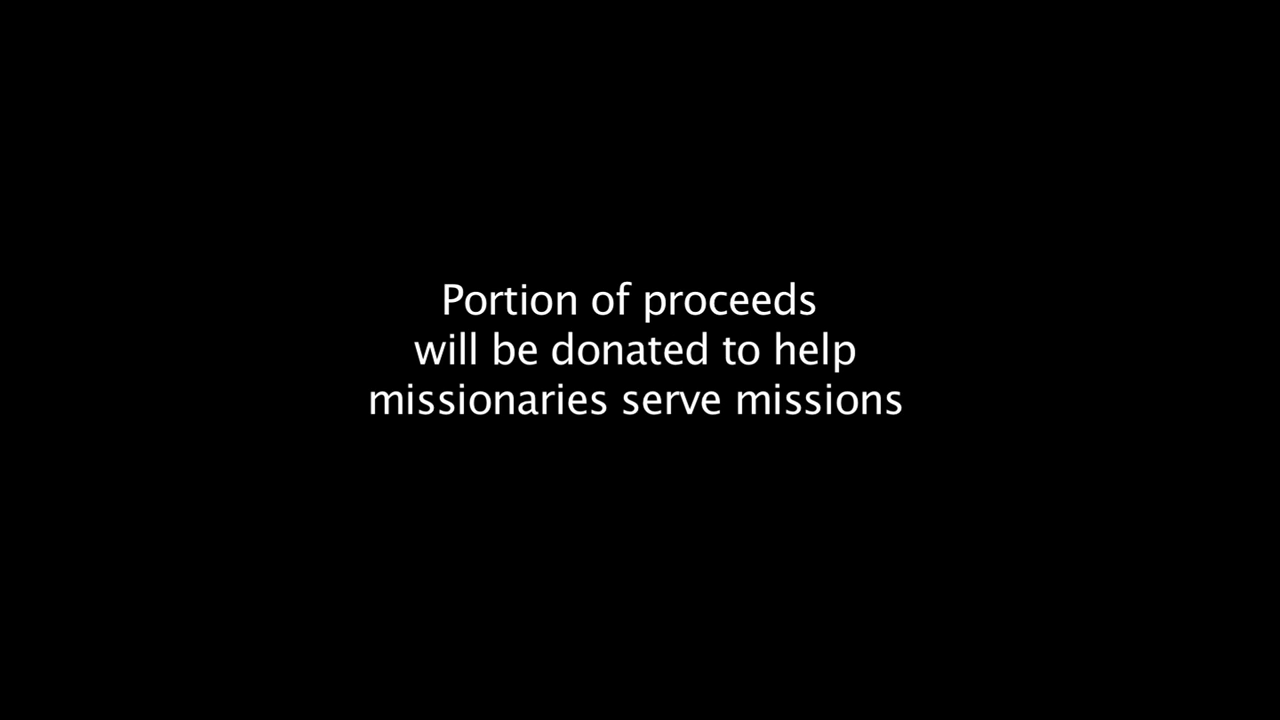 Portion of proceeds
will be donated to help
missionaries serve missions